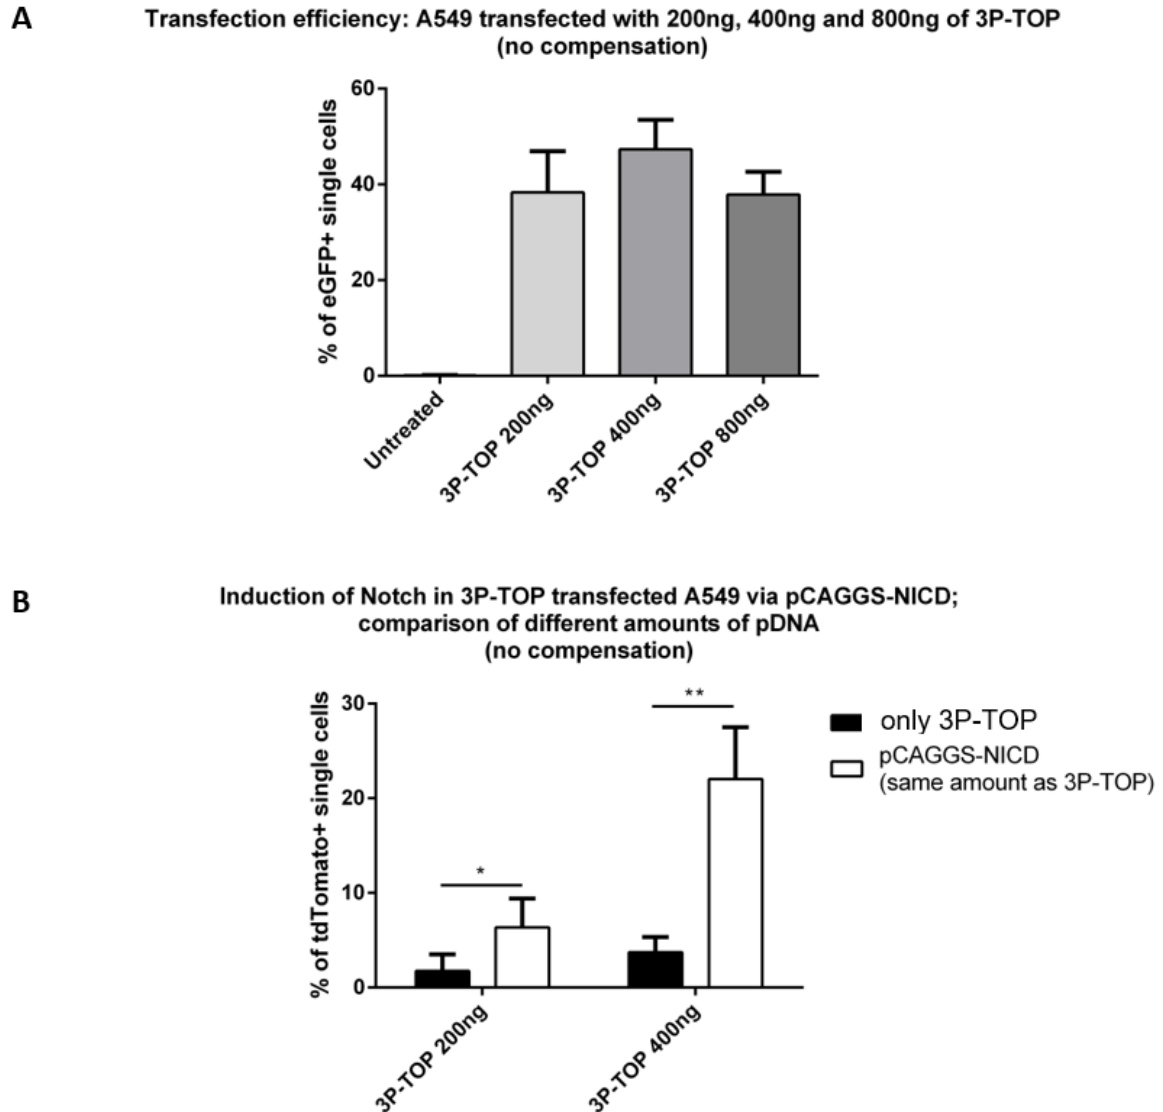 A
Transfection efficiency: A549 transfected with 200ng, 400ng and 800ng of 3P-TOP
(no compensation)
% of eGFP+ single cells
60
40
20
0
Untreated
3P-TOP 200ng
3P-TOP 400ng
3P-TOP 800ng
B
Induction of Notch in 3P-TOP transfected A549 via pCAGGS-NICD;
comparison of different amounts of pDNA
(no compensation)
% of tdTomato+ single cells
30
20
10
0
*
**
3P-TOP 200ng
3P-TOP 400ng
only 3P-TOP
pCAGGS-NICD
(same amount as 3P-TOP)